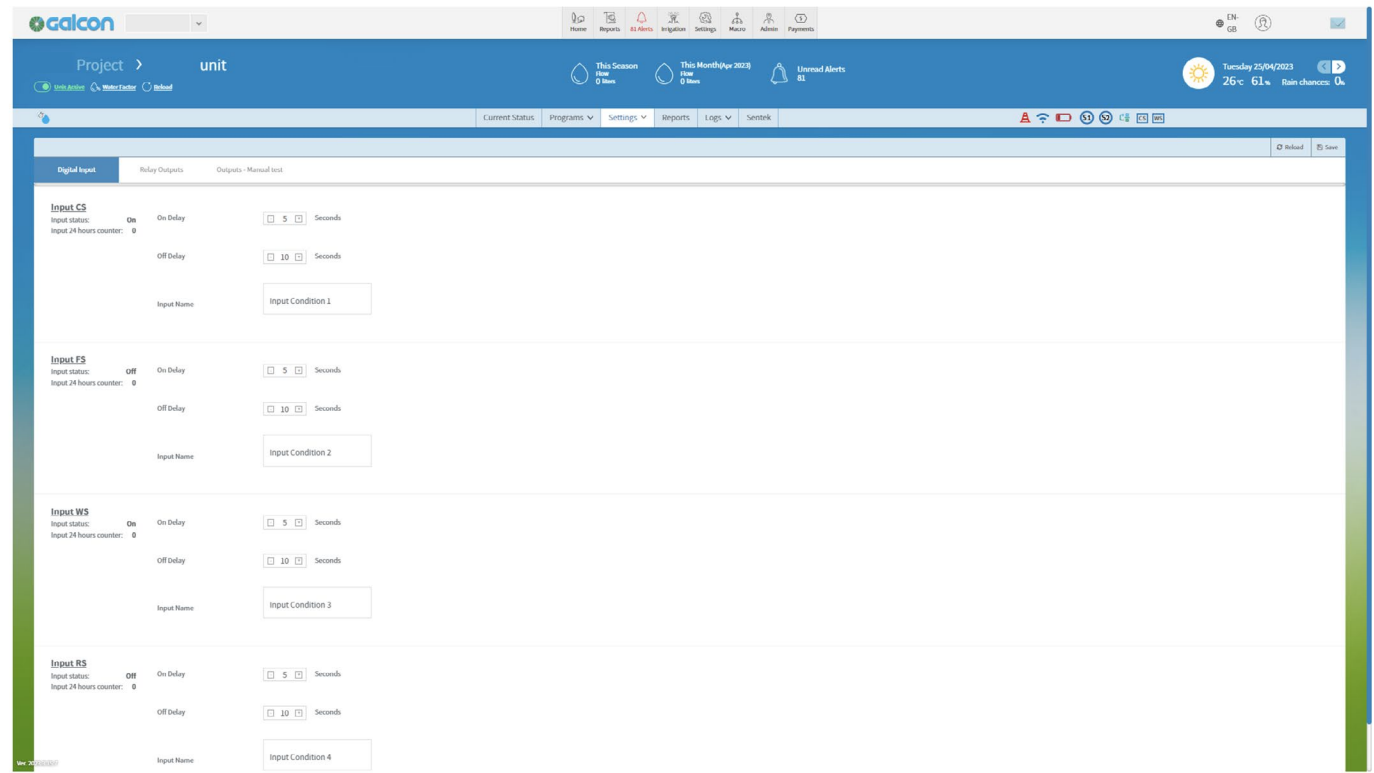 Galcon
Home Reports 81 Alerts Irrigation Settings Macro Admin Payments
EN-GB
Project > unit
Unit Active Water Factor Reload
This Season
Flow
0 liters
This Month(Apr 2023)
Flow
0 liters
Unread Alerts
81
Tuesday 25/04/2023
26°C 61% Rain chances: 0%
Current Status Programs Settings Reports Logs Sentek
S1 S2 CS WS
Reload Save
Digital Input Relay Outputs Outputs - Manual test
Input CS
Input status: On
Input 24 hours counter: 0
On Delay 5 Seconds
Off Delay 10 Seconds
Input Name Input Condition 1
Input FS
Input status: Off
Input 24 hours counter: 0
On Delay 5 Seconds
Off Delay 10 Seconds
Input Name Input Condition 2
Input WS
Input status: On
Input 24 hours counter: 0
On Delay 5 Seconds
Off Delay 10 Seconds
Input Name Input Condition 3
Input RS
Input status: Off
Input 24 hours counter: 0
On Delay 5 Seconds
Off Delay 10 Seconds
Input Name Input Condition 4
Ver.